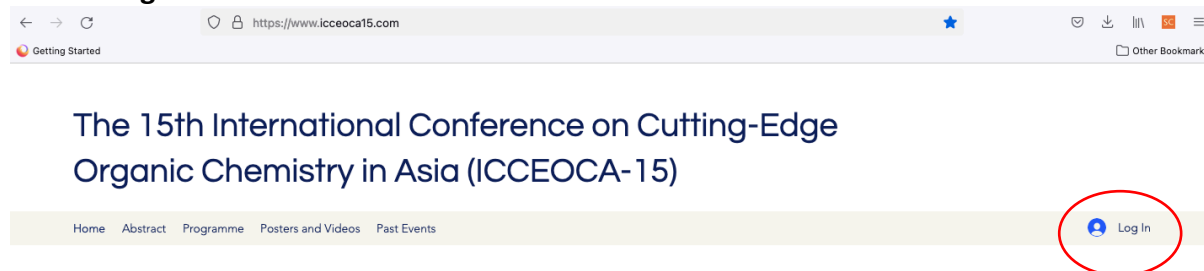 https://www.icceoca15.com
SC
Getting Started
Other Bookmark
The 15th International Conference on Cutting-Edge
Organic Chemistry in Asia (ICCEOCA-15)
Home Abstract Programme Posters and Videos Past Events Log In